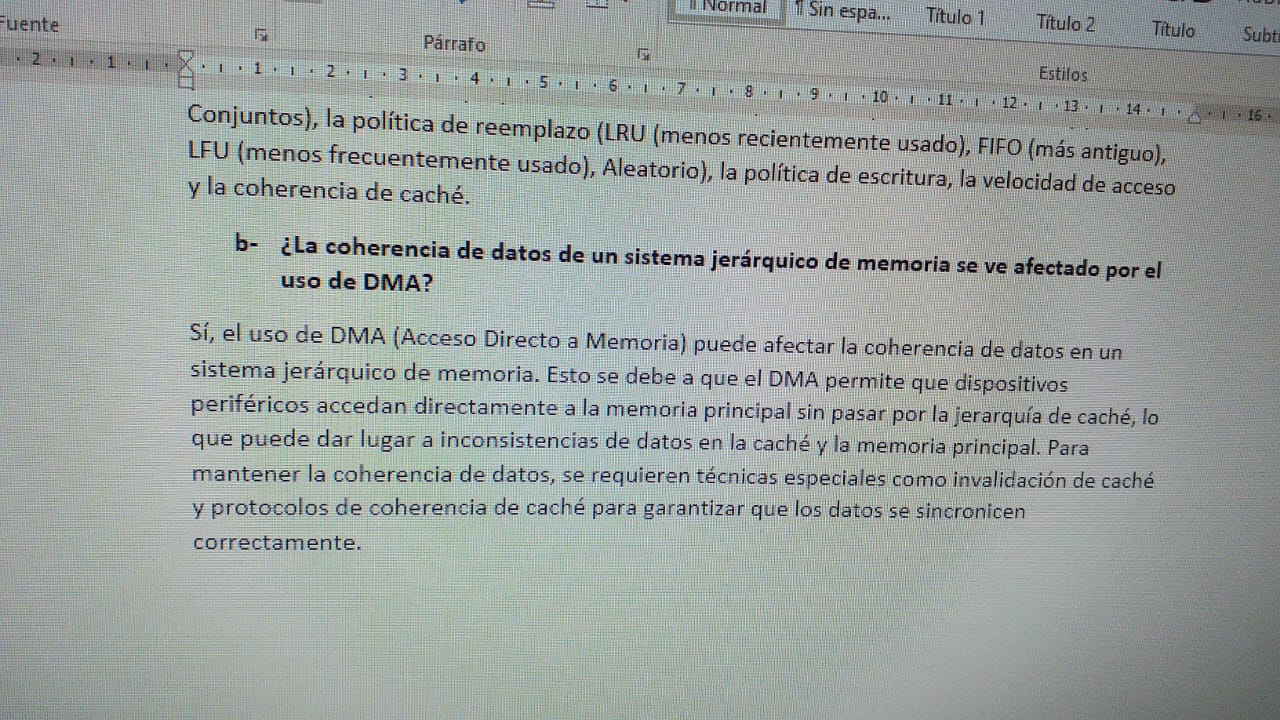 Fuente
Párrafo
Normal
¶ Sin espa...
Título 1
Título 2
Título
Estilos
2 1 1 2 3 4 5 6 7 8 9 10 11 12 13 14 16
Conjuntos), la política de reemplazo (LRU (menos recientemente usado), FIFO (más antiguo),
LFU (menos frecuentemente usado), Aleatorio), la política de escritura, la velocidad de acceso
y la coherencia de caché.
b- ¿La coherencia de datos de un sistema jerárquico de memoria se ve afectado por el
uso de DMA?
Sí, el uso de DMA (Acceso Directo a Memoria) puede afectar la coherencia de datos en un
sistema jerárquico de memoria. Esto se debe a que el DMA permite que dispositivos
periféricos accedan directamente a la memoria principal sin pasar por la jerarquía de caché, lo
que puede dar lugar a inconsistencias de datos en la caché y la memoria principal. Para
mantener la coherencia de datos, se requieren técnicas especiales como invalidación de caché
y protocolos de coherencia de caché para garantizar que los datos se sincronicen
correctamente.